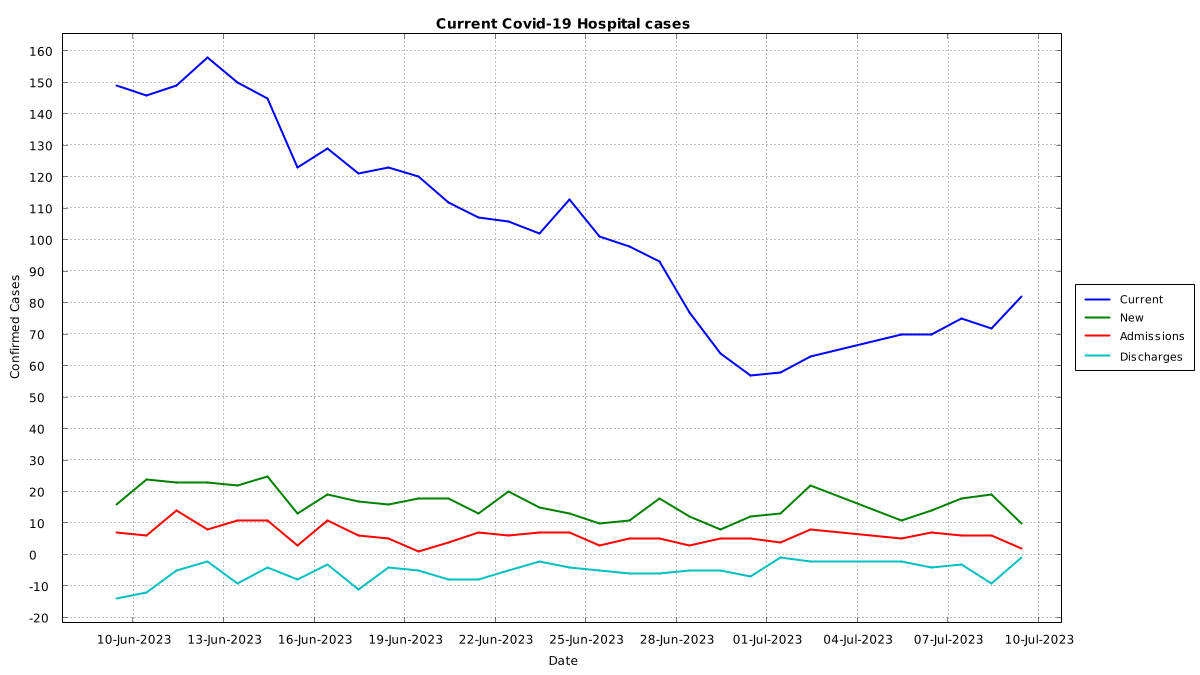 Current Covid-19 Hospital cases
160
150
140
130
120
110
100
90
80
70
60
50
40
30
20
10
0
-10
-20
Confirmed Cases
10-Jun-2023 13-Jun-2023 16-Jun-2023 19-Jun-2023 22-Jun-2023 25-Jun-2023 28-Jun-2023 01-Jul-2023 04-Jul-2023 07-Jul-2023 10-Jul-2023
Date
Current
New
Admissions
Discharges